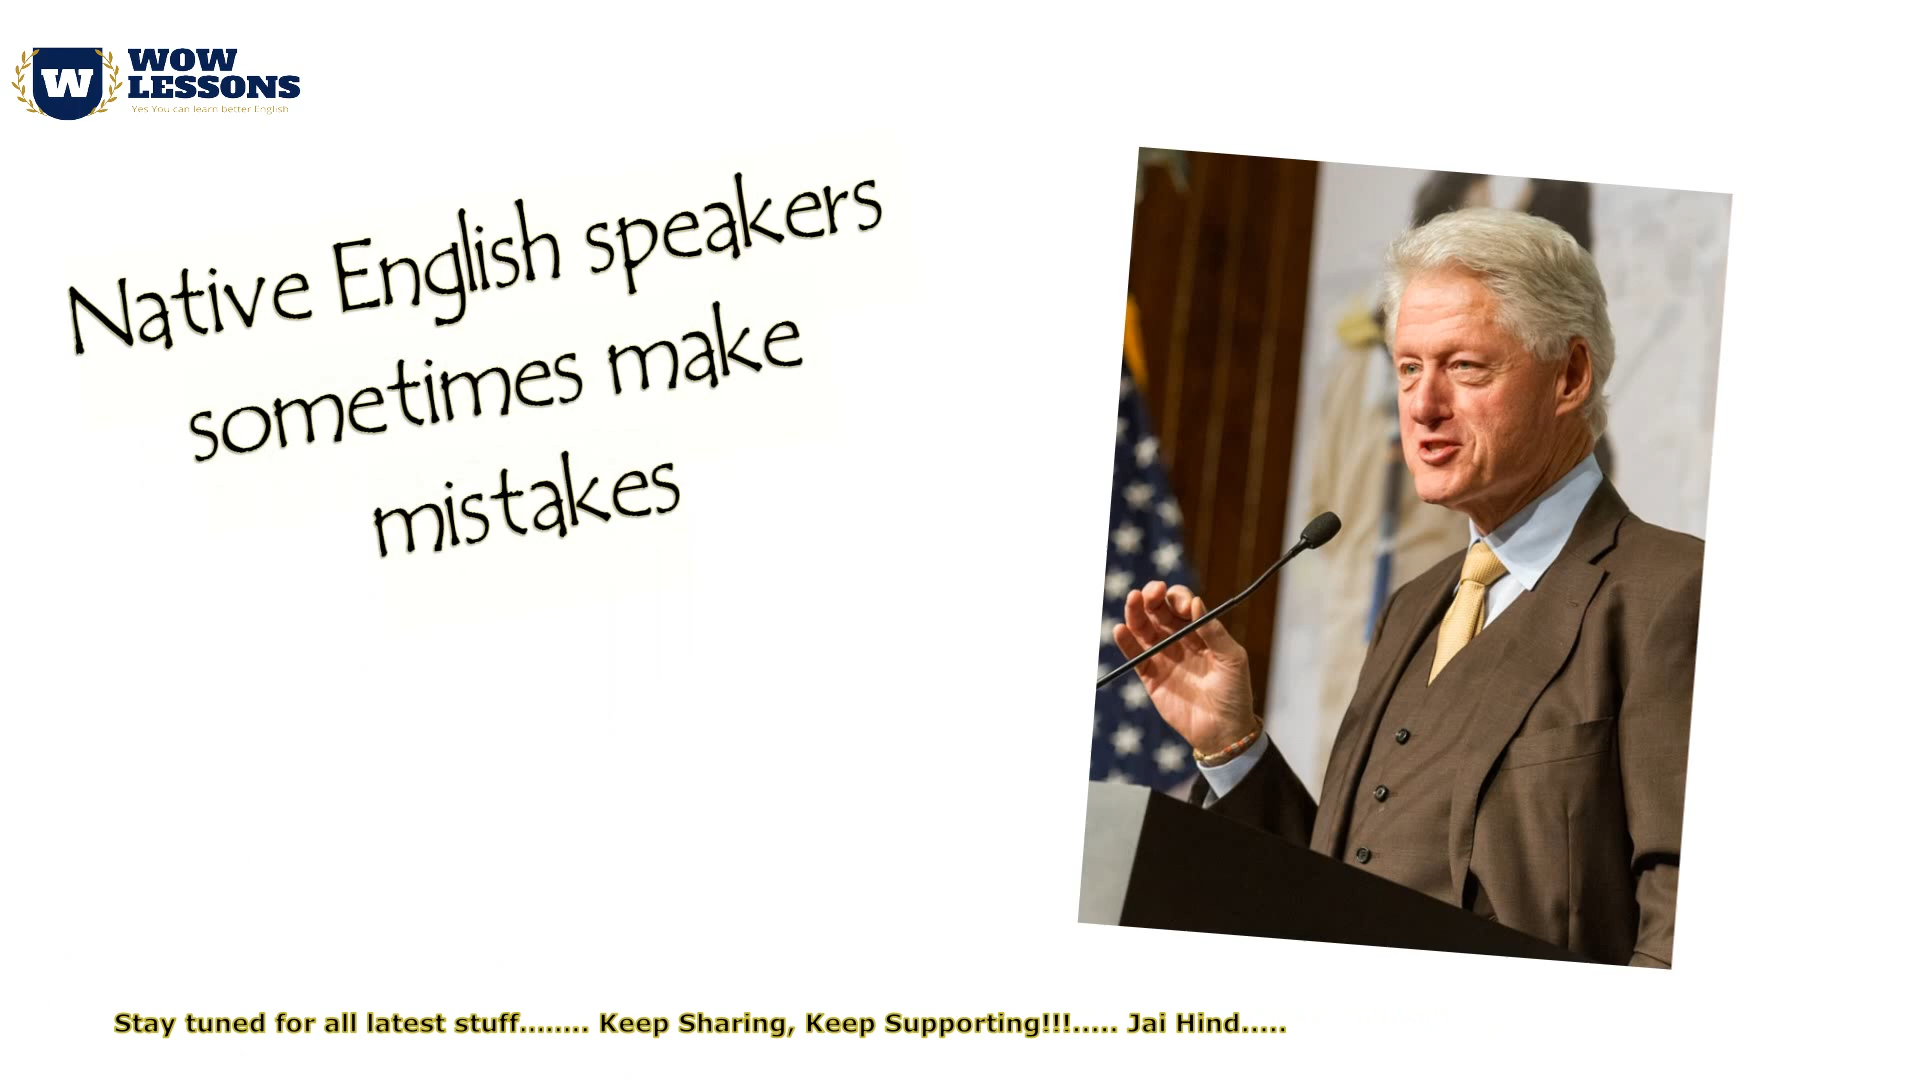 W
WOW
LESSONS
Yes You can learn better English
Native English speakers
sometimes make
mistakes
Stay tuned for all latest stuff........ Keep Sharing, Keep Supporting!!!..... Jai Hind.....